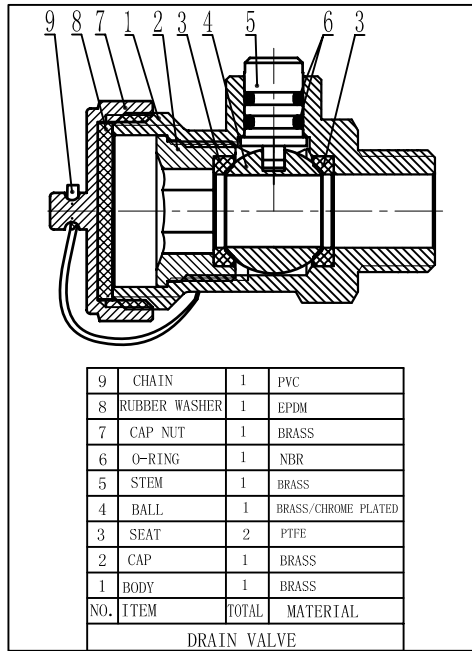 9 8 7 1 2 3 4 5 6 3
9 CHAIN 1 PVC
8 RUBBER WASHER 1 EPDM
7 CAP NUT 1 BRASS
6 O-RING 1 NBR
5 STEM 1 BRASS
4 BALL 1 BRASS/CHROME PLATED
3 SEAT 2 PTFE
2 CAP 1 BRASS
1 BODY 1 BRASS
NO. ITEM TOTAL MATERIAL
DRAIN VALVE